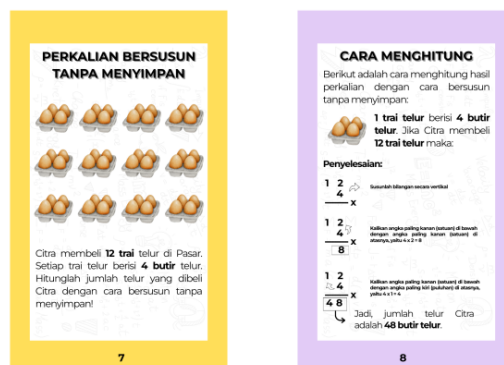 PERKALIAN BERSUSUN
TANPA MENYIMPAN
Citra membeli 12 trai telur di Pasar.
Setiap trai telur berisi 4 butir telur.
Hitunglah jumlah telur yang dibeli
Citra dengan cara bersusun tanpa
menyimpan!
7
CARA MENGHITUNG
Berikut adalah cara menghitung hasil
perkalian dengan cara bersusun
tanpa menyimpan:
1 trai telur berisi 4 butir
telur. Jika Citra membeli
12 trai telur maka:
Penyelesaian:
1 2
4
x
Susunlah bilangan secara vertikal
1 2
4
x
8
Kalikan angka paling kanan (satuan) di bawah
dengan angka paling kanan (satuan) di
atasnya, yaitu 4 x 2 = 8
1 2
4
x
4 8
Kalikan angka paling kanan (satuan) di bawah
dengan angka paling kiri (puluhan) di atasnya,
yaitu 4 x 1 = 4
Jadi, jumlah telur Citra
adalah 48 butir telur.
8